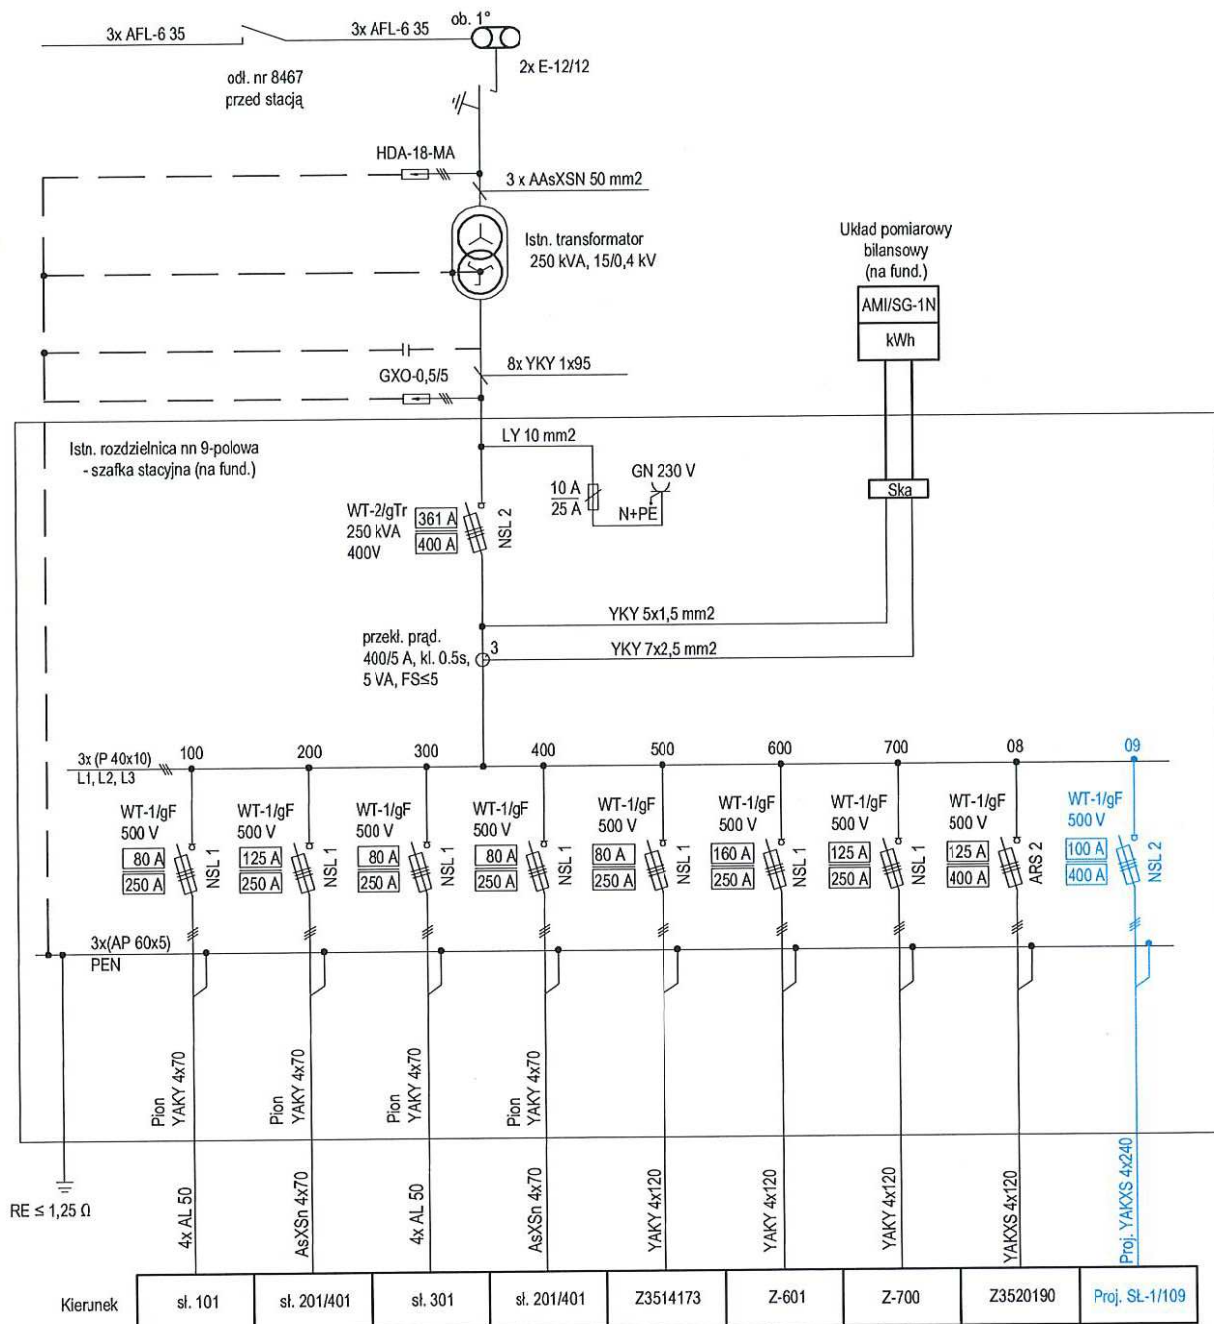 3x AFL-6 35
3x AFL-6 35
ob. 1°
2x E-12/12
odł. nr 8467
przed stacją
HDA-18-MA
3 x AAsXSN 50 mm2
Istn. transformator
250 kVA, 15/0,4 kV
Układ pomiarowy
bilansowy
(na fund.)
AMI/SG-1N
kWh
8x YKY 1x95
GXO-0,5/5
Istn. rozdzielnica nn 9-polowa
- szafka stacyjna (na fund.)
LY 10 mm2
GN 230 V
10 A
25 A
N+PE
Ska
WT-2/gTr
250 kVA
400V
361 A
400 A
NSL 2
YKY 5x1,5 mm2
YKY 7x2,5 mm2
przekł. prąd.
400/5 A, kl. 0.5s,
5 VA, FS≤5
3
3x (P 40x10)
L1, L2, L3
100
200
300
400
500
600
700
08
09
WT-1/gF
500 V
80 A
250 A
NSL 1
WT-1/gF
500 V
125 A
250 A
NSL 1
WT-1/gF
500 V
80 A
250 A
NSL 1
WT-1/gF
500 V
80 A
250 A
NSL 1
WT-1/gF
500 V
80 A
250 A
NSL 1
WT-1/gF
500 V
160 A
250 A
NSL 1
WT-1/gF
500 V
125 A
250 A
NSL 1
WT-1/gF
500 V
125 A
400 A
ARS 2
WT-1/gF
500 V
100 A
400 A
NSL 2
3x(AP 60x5)
PEN
Pion
YAKY 4x70
Pion
YAKY 4x70
Pion
YAKY 4x70
Pion
YAKY 4x70
RE ≤ 1,25 Ω
4x AL 50
AsXSn 4x70
4x AL 50
AsXSn 4x70
YAKY 4x120
YAKY 4x120
YAKY 4x120
YAKXS 4x120
Proj. YAKXS 4x240
Kierunek
sł. 101
sł. 201/401
sł. 301
sł. 201/401
Z3514173
Z-601
Z-700
Z3520190
Proj. SŁ-1/109